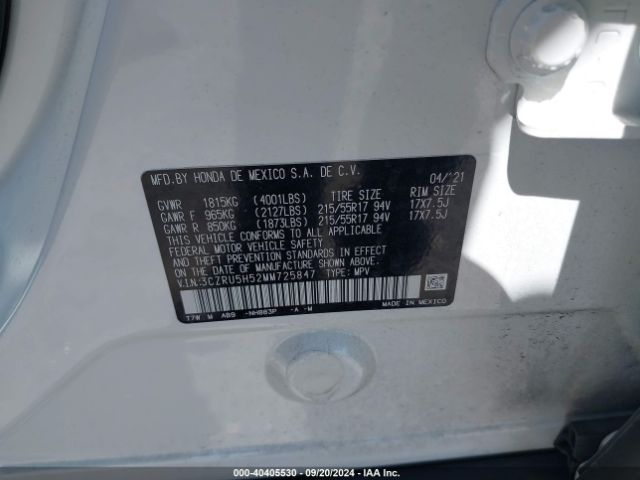 MFD.BY HONDA DE MEXICO S.A. DE C.V. 04/'21
GVWR 1815KG (4001LBS) TIRE SIZE RIM SIZE
GAWR F 965KG (2127LBS) 215/55R17 94V 17X7.5J
GAWR R 850KG (1873LBS) 215/55R17 94V 17X7.5J
THIS VEHICLE CONFORMS TO ALL APPLICABLE
FEDERAL MOTOR VEHICLE SAFETY
AND THEFT PREVENTION STANDARDS IN EFFECT
ON THE DATE OF MANUFACTURE SHOWN ABOVE.
V.I.N:3CZRU5H52MM725847 TYPE: MPV
T7W M ABS -NH883P -A -M MADE IN MEXICO
000-40405530 - 09/20/2024 - IAA Inc.